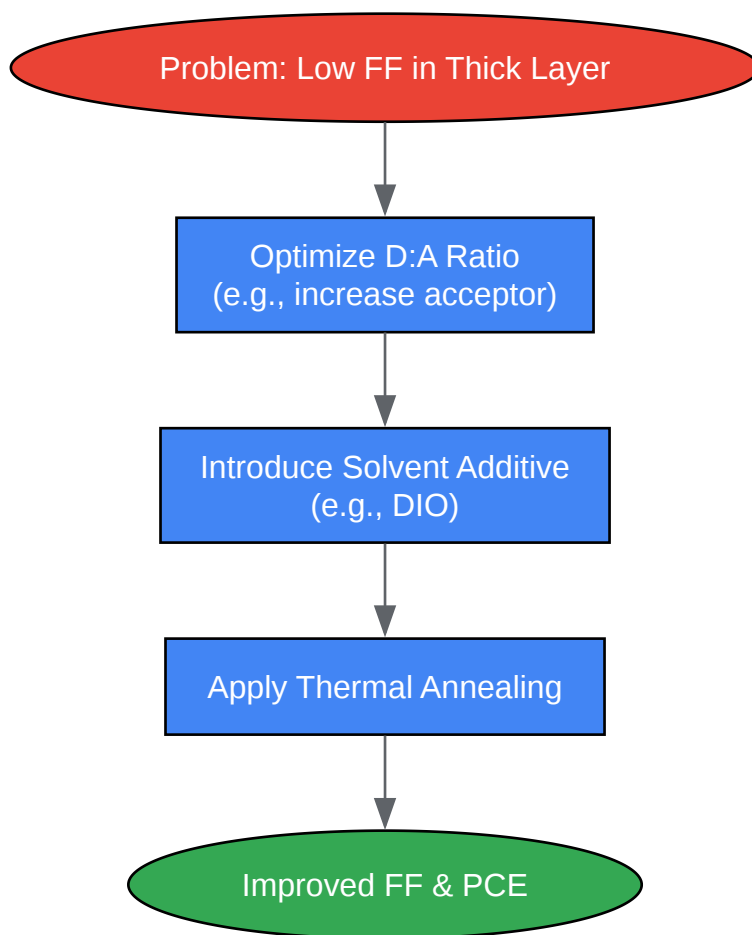 Problem: Low FF in Thick Layer
Optimize D:A Ratio
(e.g., increase acceptor)
Introduce Solvent Additive
(e.g., DIO)
Apply Thermal Annealing
Improved FF & PCE